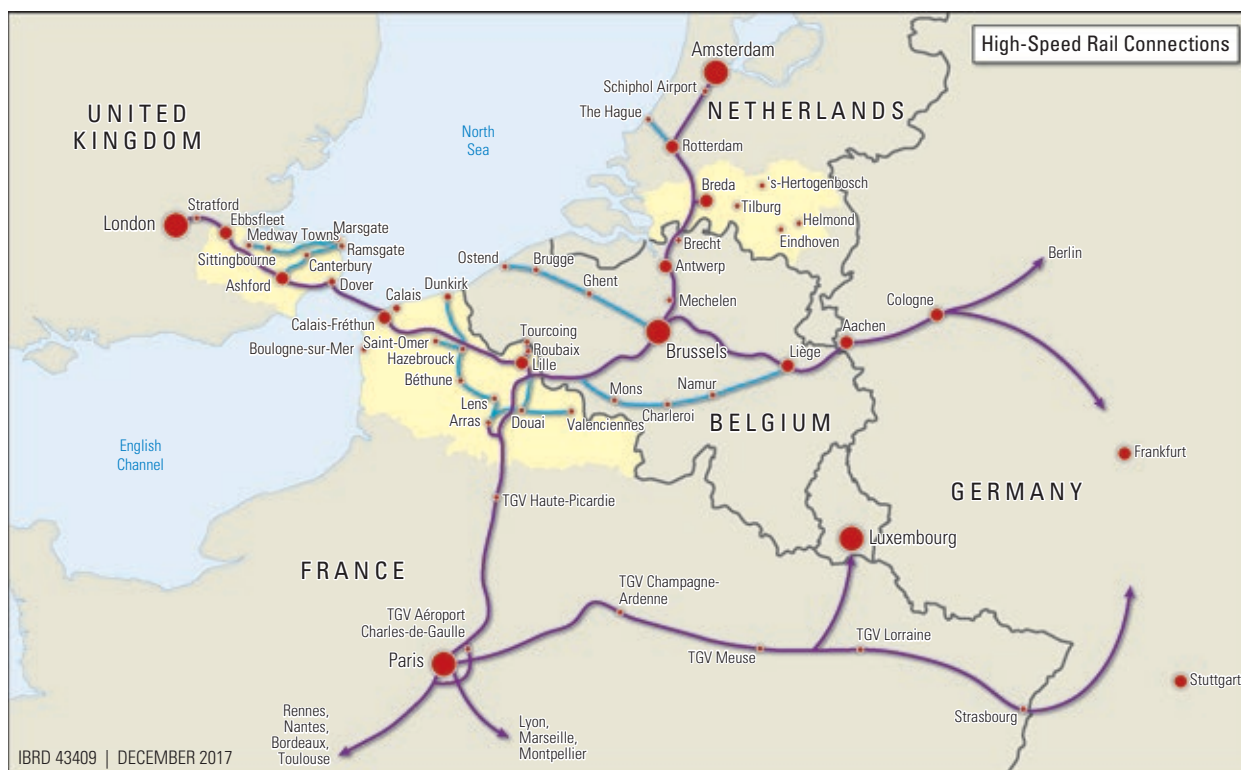 High-Speed Rail Connections
Amsterdam
Schiphol Airport
The Hague
NETHERLANDS
UNITED
KINGDOM
North
Sea
Rotterdam
Breda
's-Hertogenbosch
Tilburg
Helmond
Eindhoven
London
Stratford
Ebbsfleet
Medway Towns
Marsgate
Ramsgate
Sittingbourne
Canterbury
Ashford
Dover
Ostend
Brugge
Ghent
Brecht
Antwerp
Mechelen
Brussels
Dunkirk
Calais
Calais-Fréthun
Boulogne-sur-Mer
Saint-Omer
Hazebrouck
Béthune
Tourcoing
Roubaix
Lille
Lens
Arras
Douai
Valenciennes
Mons
Charleroi
Namur
Liège
Aachen
Cologne
Berlin
BELGIUM
English
Channel
Frankfurt
GERMANY
TGV Haute-Picardie
Luxembourg
FRANCE
TGV Champagne-
Ardenne
TGV Aéroport
Charles-de-Gaulle
Paris
TGV Meuse
TGV Lorraine
Strasbourg
Stuttgart
Rennes,
Nantes,
Bordeaux,
Toulouse
Lyon,
Marseille,
Montpellier
IBRD 43409 | DECEMBER 2017